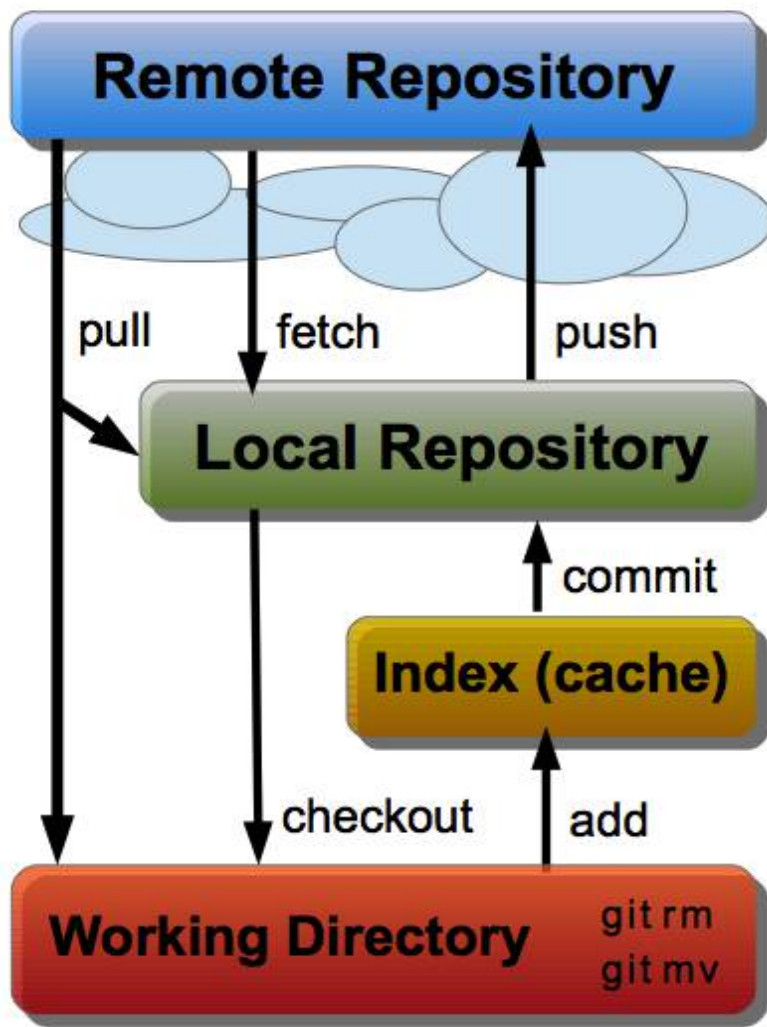 Remote Repository
pull
fetch
push
Local Repository
commit
Index (cache)
checkout
add
Working Directory
git rm
git mv